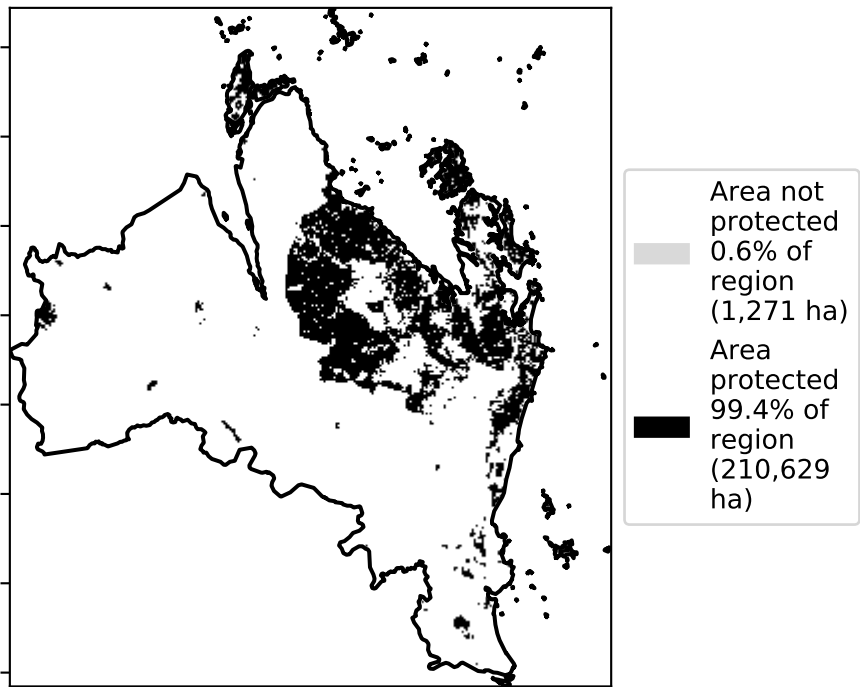 Area not
protected
0.6% of
region
(1,271 ha)
Area
protected
99.4% of
region
(210,629
ha)